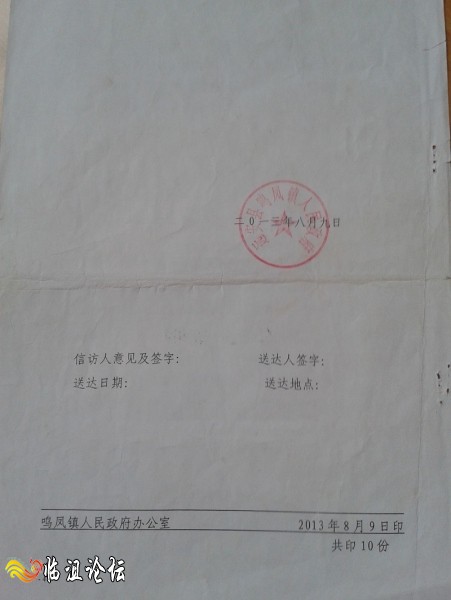 二〇一三年八月九日
县鸣凤镇人民政府
信访人意见及签字: 送达人签字:
送达日期: 送达地点:
鸣凤镇人民政府办公室 2013年8月9日印
共印10份
临沮论坛